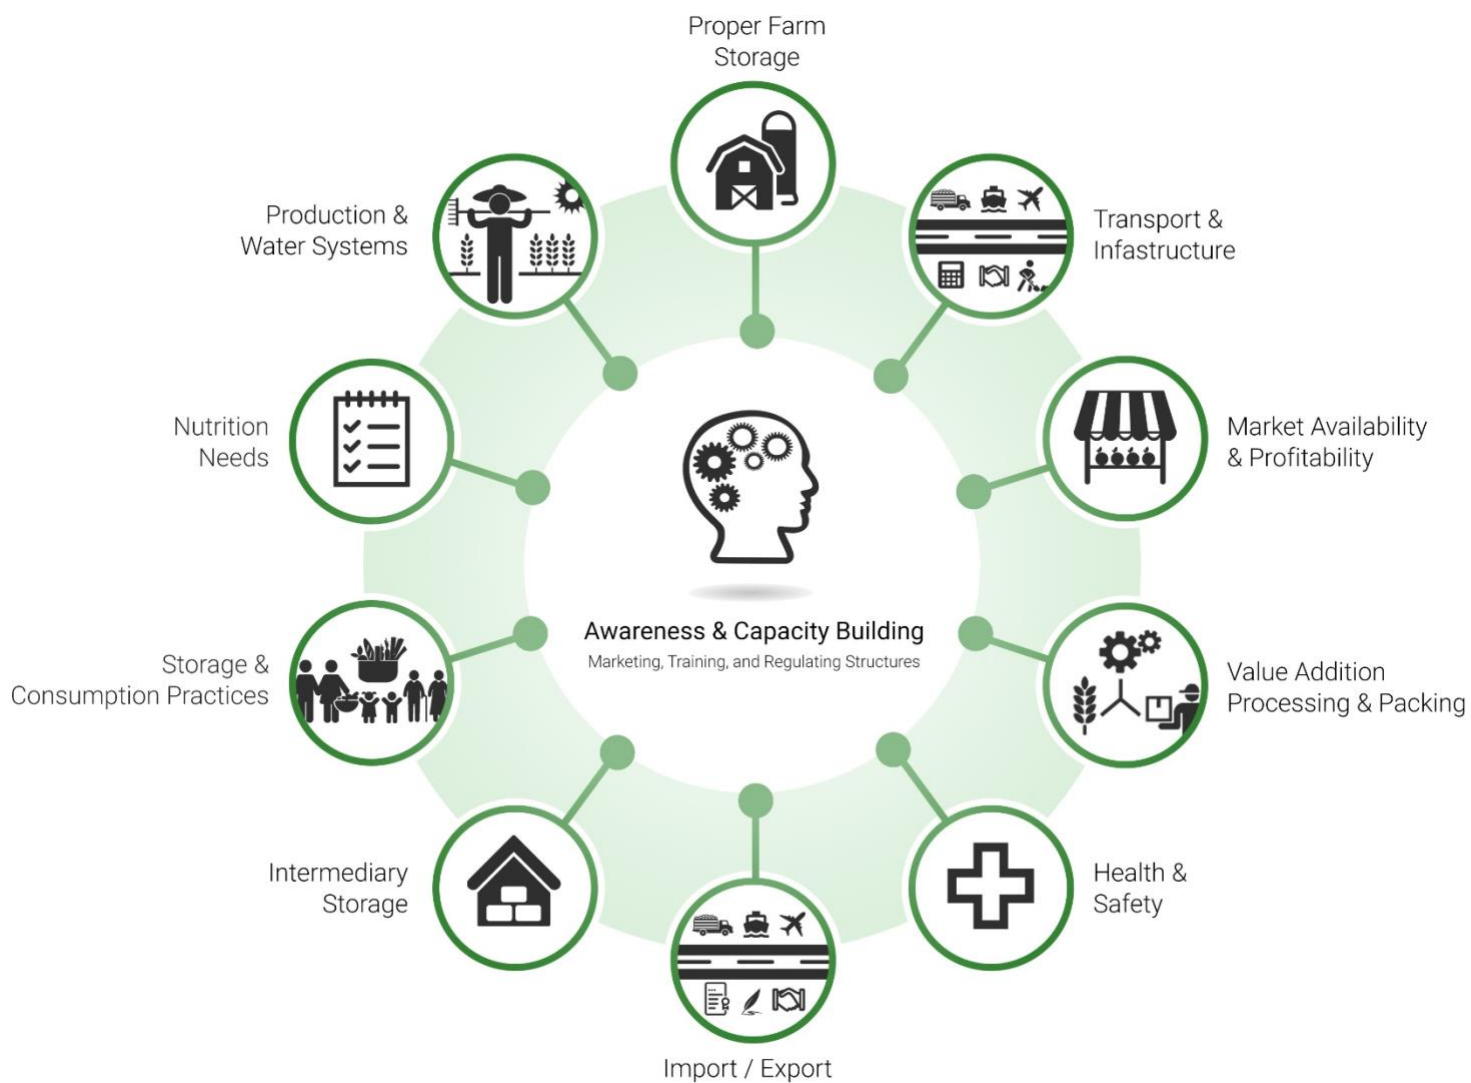 Proper Farm
Storage
Production &
Water Systems
Transport &
Infastructure
Nutrition
Needs
Market Availability
& Profitability
Awareness & Capacity Building
Marketing, Training, and Regulating Structures
Storage &
Consumption Practices
Value Addition
Processing & Packing
Intermediary
Storage
Health &
Safety
Import / Export